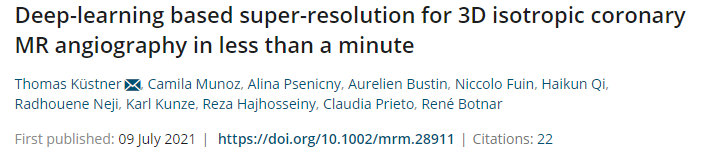 Deep-learning based super-resolution for 3D isotropic coronary
MR angiography in less than a minute
Thomas Küstner, Camila Munoz, Alina Psenicny, Aurelien Bustin, Niccolo Fuin, Haikun Qi,
Radhouene Neji, Karl Kunze, Reza Hajhosseiny, Claudia Prieto, René Botnar
First published: 09 July 2021 | https://doi.org/10.1002/mrm.28911 | Citations: 22